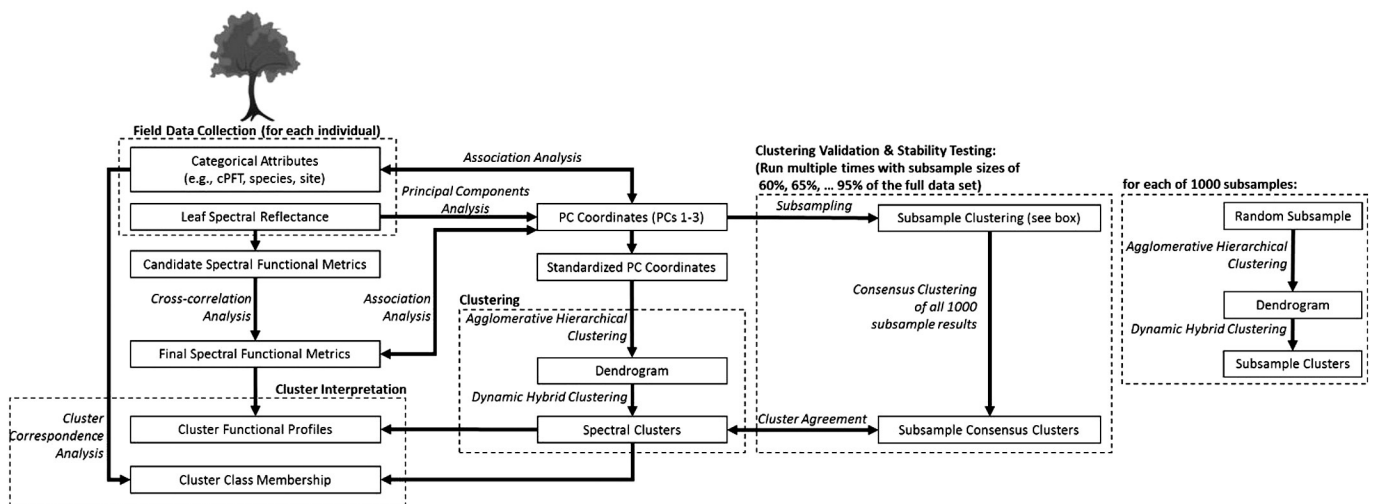 Field Data Collection (for each individual)
Categorical Attributes
(e.g., cPFT, species, site)
Leaf Spectral Reflectance
Candidate Spectral Functional Metrics
Cross-correlation
Analysis
Final Spectral Functional Metrics
Cluster Interpretation
Cluster
Correspondence
Analysis
Cluster Functional Profiles
Cluster Class Membership
Association Analysis
Principal Components
Analysis
Association
Analysis
PC Coordinates (PCs 1-3)
Standardized PC Coordinates
Clustering
Agglomerative Hierarchical
Clustering
Dendrogram
Dynamic Hybrid Clustering
Spectral Clusters
Clustering Validation & Stability Testing:
(Run multiple times with subsample sizes of
60%, 65%, ... 95% of the full data set)
Subsampling
Subsample Clustering (see box)
Consensus Clustering
of all 1000
subsample results
Cluster Agreement
Subsample Consensus Clusters
for each of 1000 subsamples:
Random Subsample
Agglomerative Hierarchical
Clustering
Dendrogram
Dynamic Hybrid Clustering
Subsample Clusters